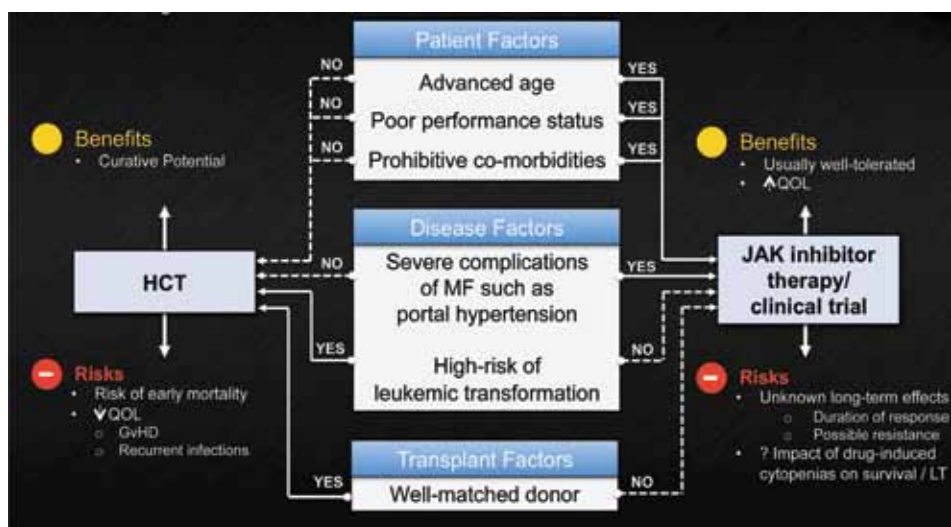 Patient Factors
NO
YES
Advanced age
NO
YES
Poor performance status
NO
YES
Prohibitive co-morbidities
Benefits
• Curative Potential
HCT
Risks
• Risk of early mortality
• ↓QOL
o GvHD
o Recurrent infections
Disease Factors
NO
Severe complications
of MF such as
portal hypertension
YES
YES
High-risk of
leukemic transformation
NO
Transplant Factors
YES
Well-matched donor
NO
Benefits
• Usually well-tolerated
• ↑QOL
JAK inhibitor
therapy/
clinical trial
Risks
• Unknown long-term effects
o Duration of response
o Possible resistance
• ? Impact of drug-induced
cytopenias on survival / LT